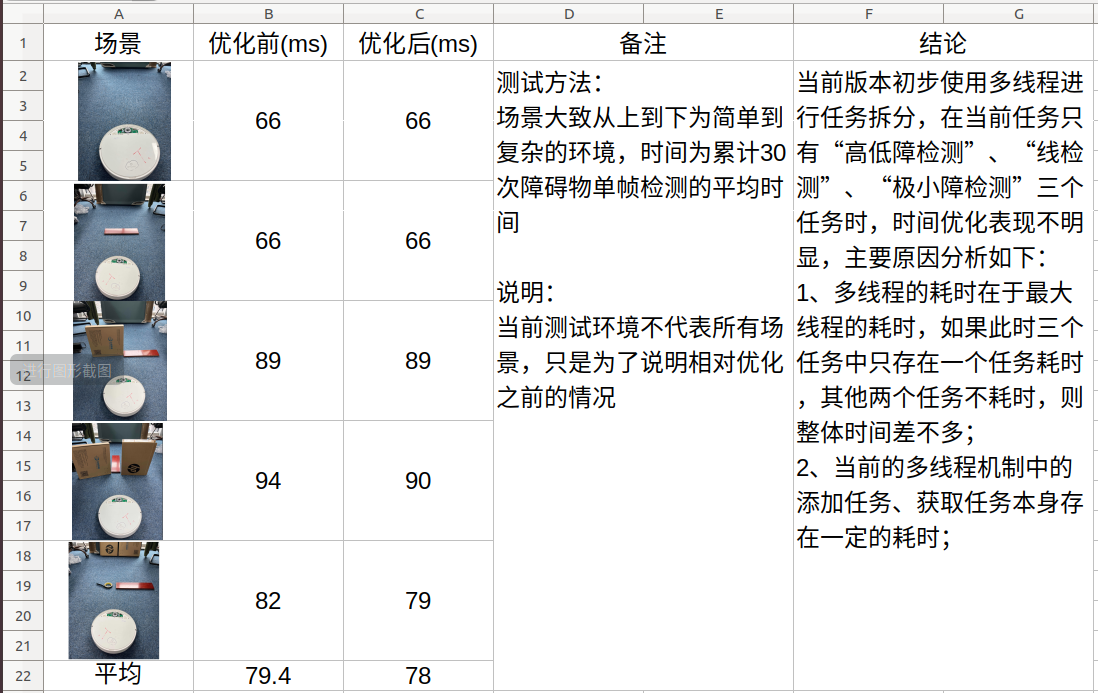 A B C D E F G
1 场景 优化前(ms) 优化后(ms) 备注 结论
2
3
4
5
66 66
6
7
8
9
66 66
10
11
12
13
89 89
14
15
16
17
94 90
18
19
20
21
82 79
22 平均 79.4 78
测试方法：
场景大致从上到下为简单到
复杂的环境，时间为累计30
次障碍物单帧检测的平均时
间
说明：
当前测试环境不代表所有场
景，只是为了说明相对优化
之前的情况
当前版本初步使用多线程进
行任务拆分，在当前任务只
有“高低障检测”、“线检
测”、“极小障检测”三个
任务时，时间优化表现不明
显，主要原因分析如下：
1、多线程的耗时在于最大
线程的耗时，如果此时三个
任务中只存在一个任务耗时
，其他两个任务不耗时，则
整体时间差不多；
2、当前的多线程机制中的
添加任务、获取任务本身存
在一定的耗时；
进行图形截图